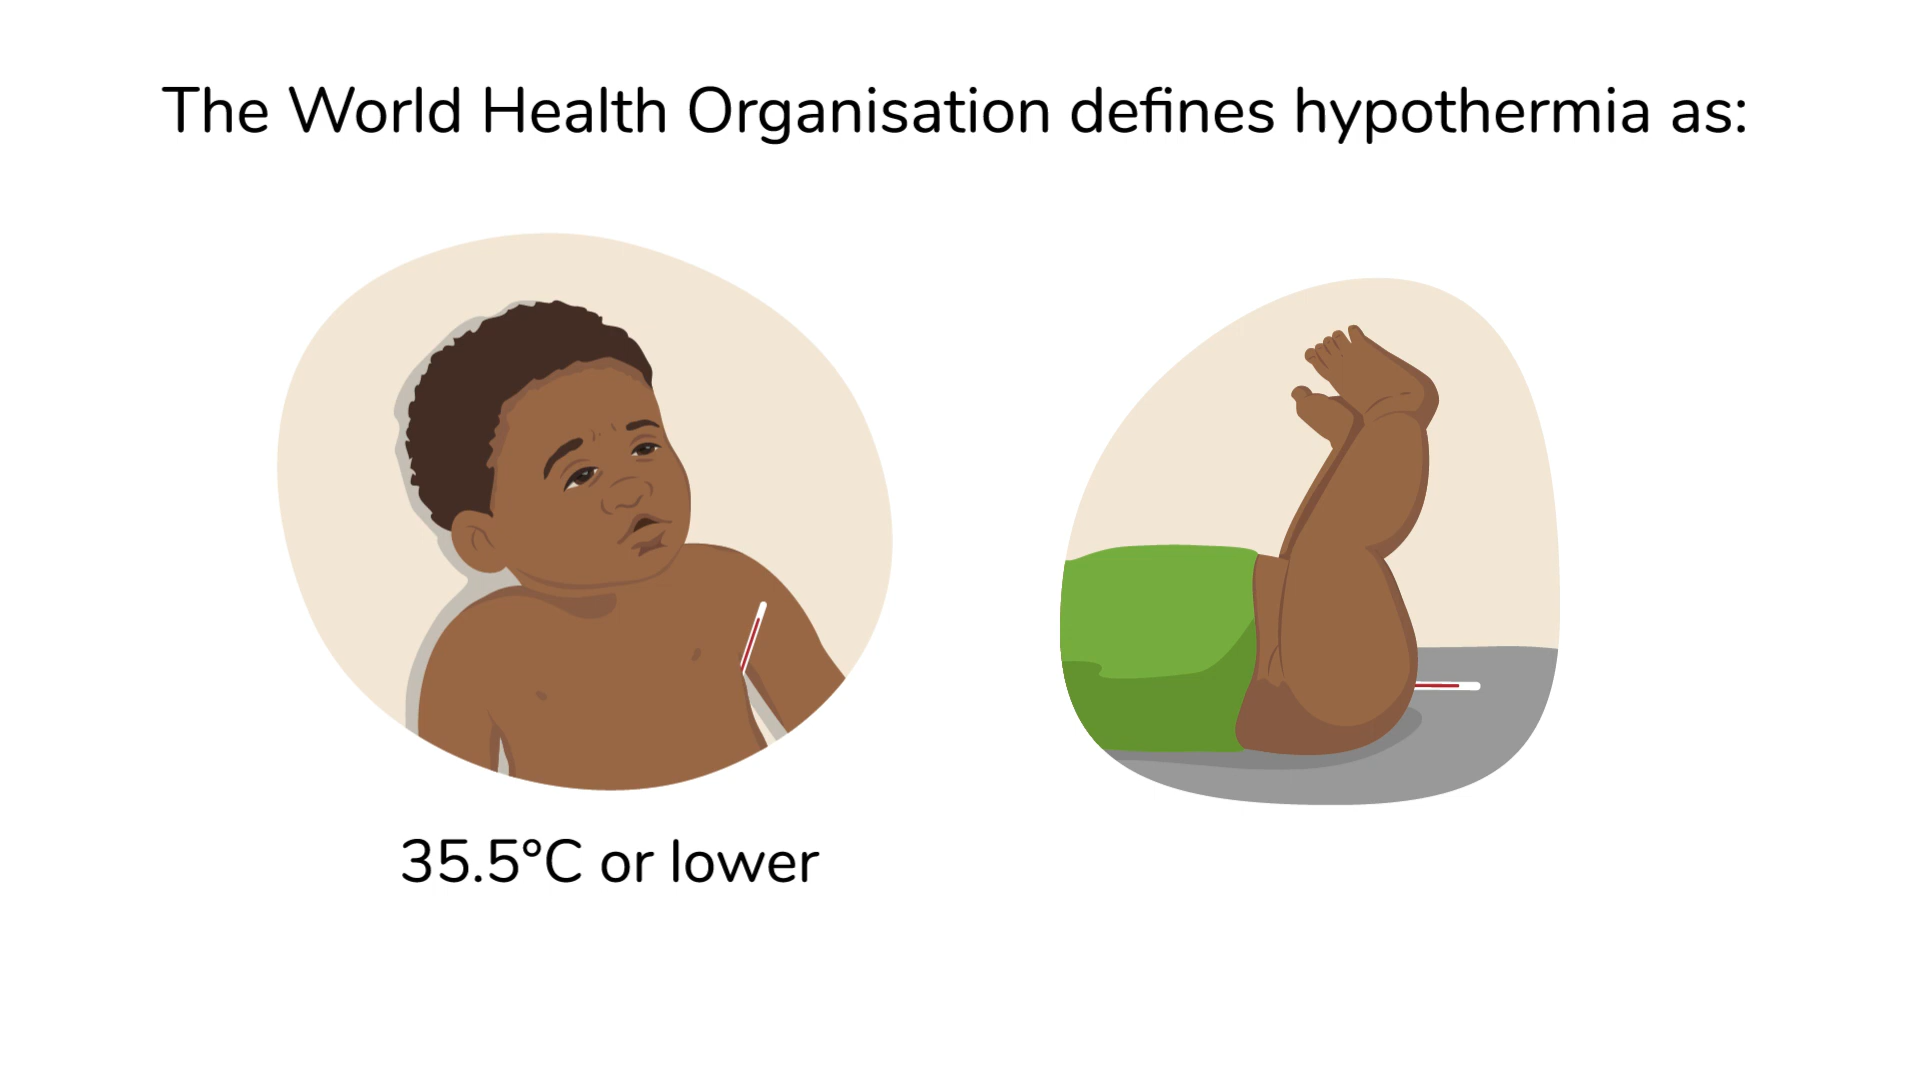 The World Health Organisation defines hypothermia as:
35.5°C or lower